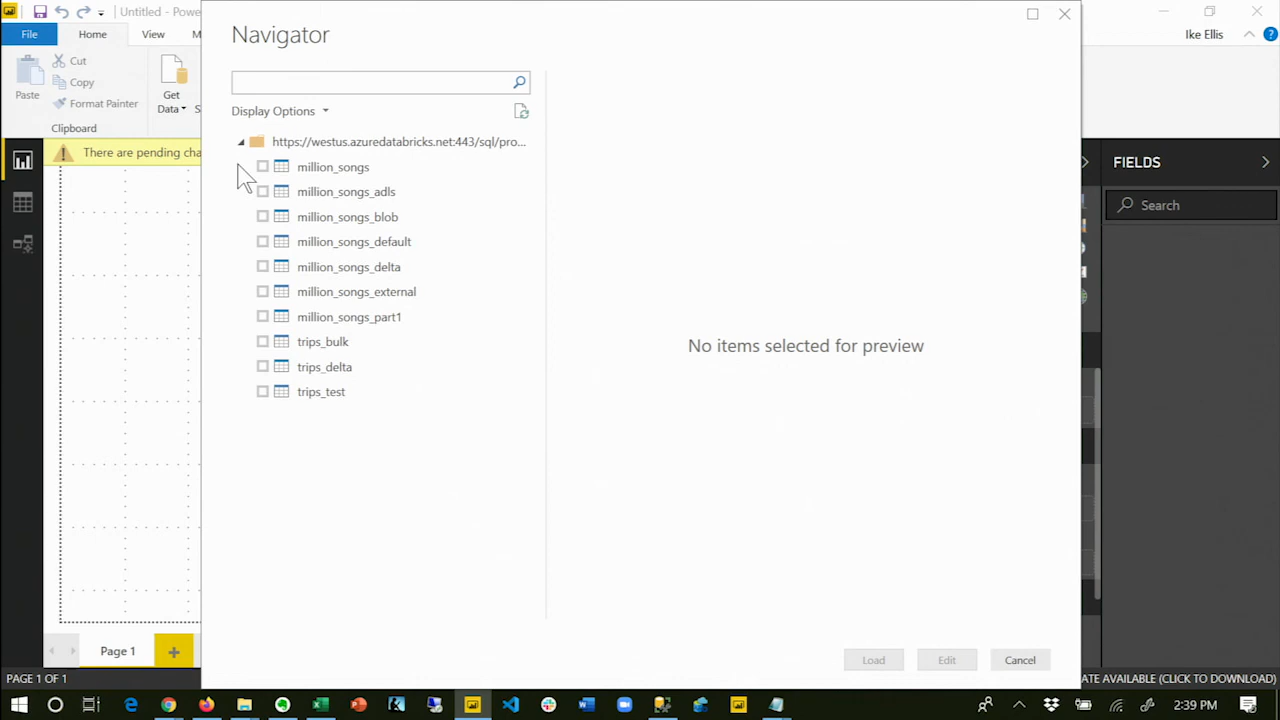 Untitled - Powe
Navigator
File
Home
View
M
Ike Ellis
Paste
Cut
Copy
Format Painter
Clipboard
Get
Data
S
There are pending cha
Display Options
https://westus.azuredatabricks.net:443/sql/pro...
million_songs
million_songs_adls
million_songs_blob
million_songs_default
million_songs_delta
million_songs_external
million_songs_part1
trips_bulk
trips_delta
trips_test
No items selected for preview
FIELDS
Search
Load
Edit
Cancel
Page 1
PAGE 1 OF 1
ATE AVAILABLE (CLICK TO DOWNLOAD)
2:39 PM